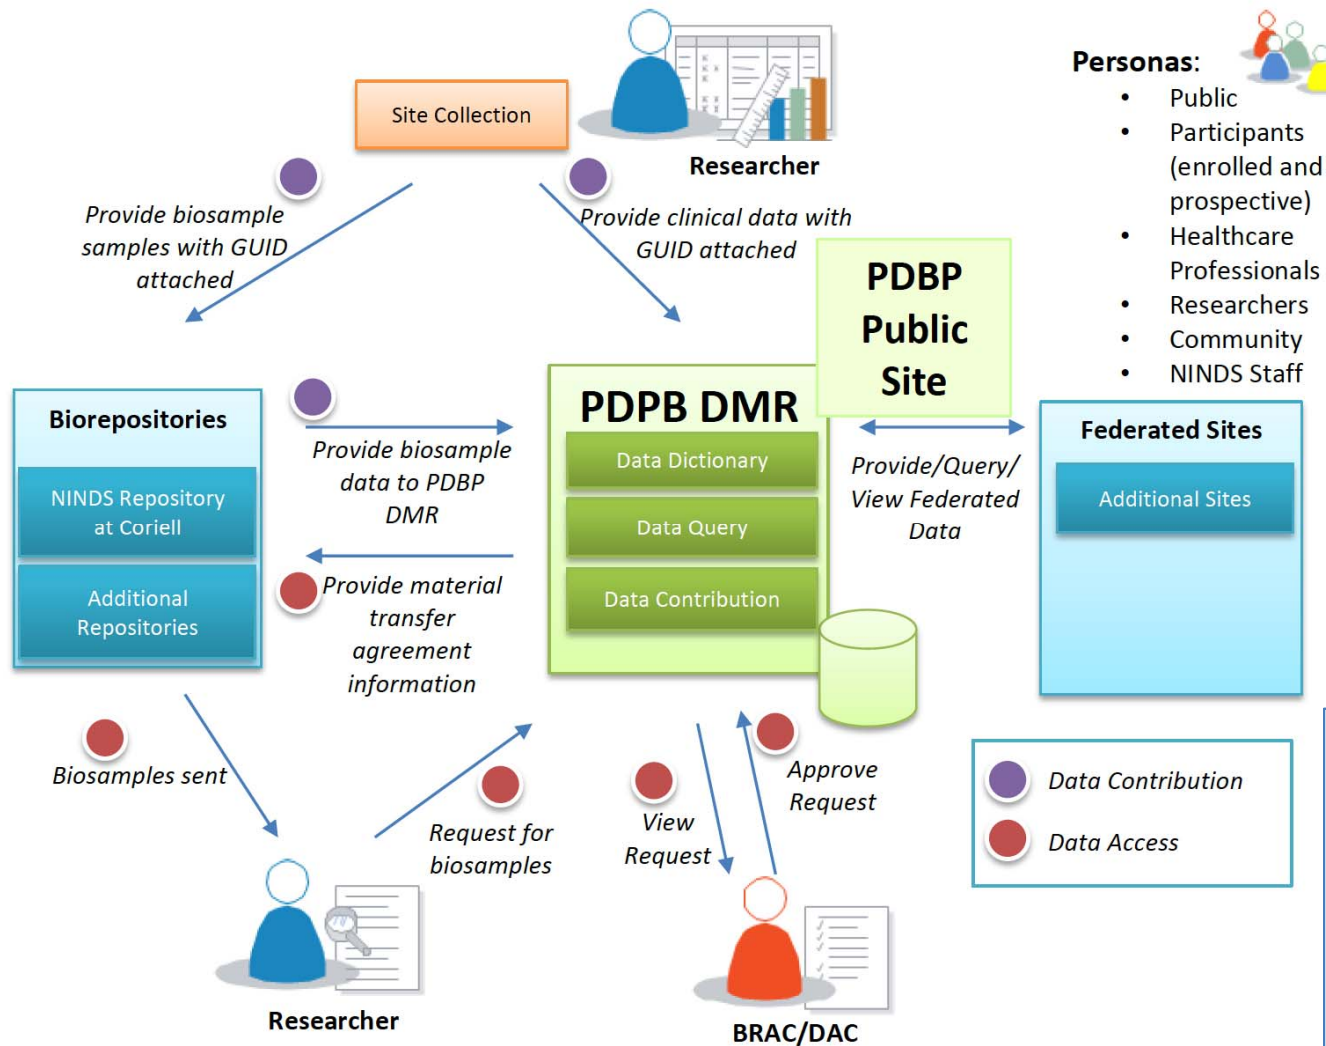 Site Collection
Researcher
Personas:
• Public
• Participants
(enrolled and
prospective)
• Healthcare
Professionals
• Researchers
• Community
• NINDS Staff
Provide biosample
samples with GUID
attached
Provide clinical data with
GUID attached
PDBP
Public
Site
Biorepositories
NINDS Repository
at Coriell
Additional
Repositories
Provide biosample
data to PDBP
DMR
Provide material
transfer
agreement
information
PDPB DMR
Data Dictionary
Data Query
Data Contribution
Provide/Query/
View Federated
Data
Federated Sites
Additional Sites
Biosamples sent
Request for
biosamples
View
Request
Approve
Request
Data Contribution
Data Access
Researcher
BRAC/DAC